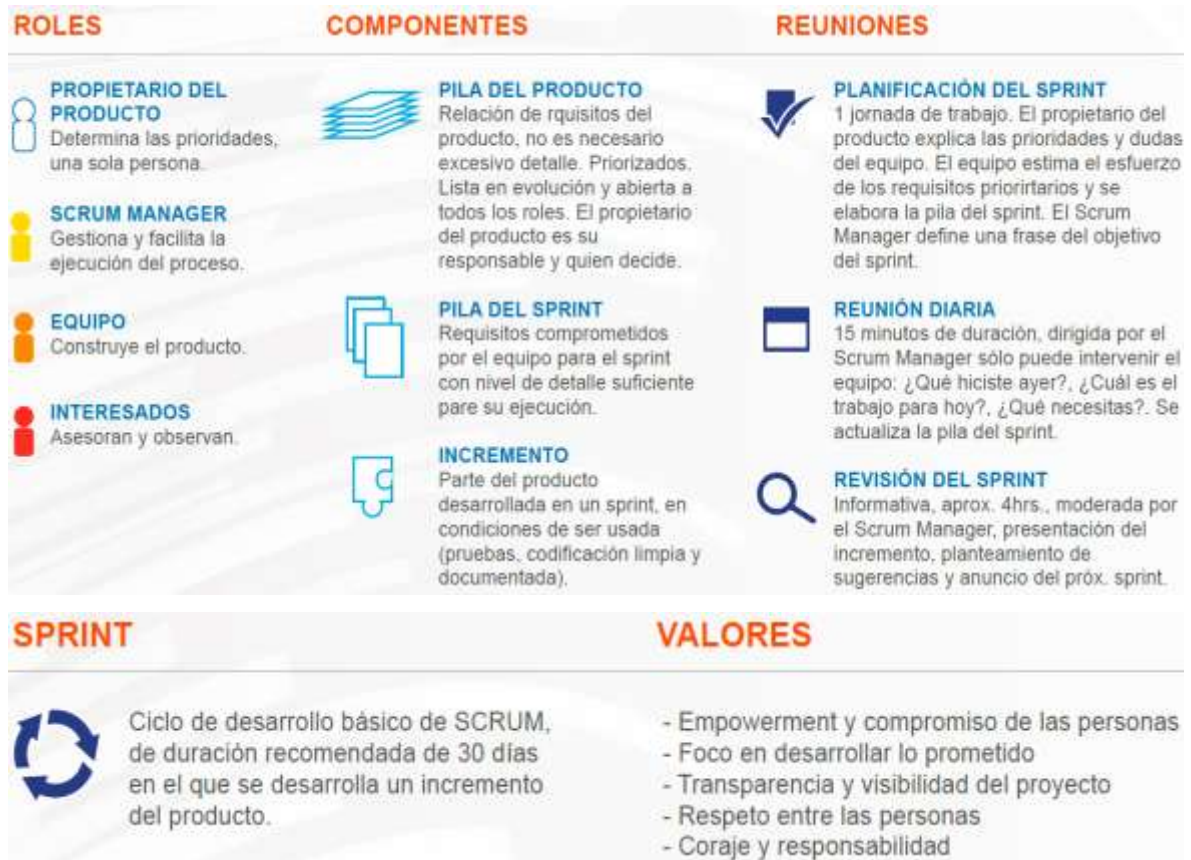 ROLES
PROPIETARIO DEL
PRODUCTO
Determina las prioridades,
una sola persona.
SCRUM MANAGER
Gestiona y facilita la
ejecución del proceso.
EQUIPO
Construye el producto.
INTERESADOS
Asesoran y observan.
COMPONENTES
PILA DEL PRODUCTO
Relación de rquisitos del
producto, no es necesario
excesivo detalle. Priorizados.
Lista en evolución y abierta a
todos los roles. El propietario
del producto es su
responsable y quien decide.
PILA DEL SPRINT
Requisitos comprometidos
por el equipo para el sprint
con nivel de detalle suficiente
pare su ejecución.
INCREMENTO
Parte del producto
desarrollada en un sprint, en
condiciones de ser usada
(pruebas, codificación limpia y
documentada).
REUNIONES
PLANIFICACIÓN DEL SPRINT
1 jornada de trabajo. El propietario del
producto explica las prioridades y dudas
del equipo. El equipo estima el esfuerzo
de los requisitos priorirtarios y se
elabora la pila del sprint. El Scrum
Manager define una frase del objetivo
del sprint.
REUNIÓN DIARIA
15 minutos de duración, dirigida por el
Scrum Manager sólo puede intervenir el
equipo: ¿Qué hiciste ayer?, ¿Cuál es el
trabajo para hoy?, ¿Qué necesitas?. Se
actualiza la pila del sprint.
REVISIÓN DEL SPRINT
Informativa, aprox. 4hrs., moderada por
el Scrum Manager, presentación del
incremento, planteamiento de
sugerencias y anuncio del próx. sprint.
SPRINT
Ciclo de desarrollo básico de SCRUM,
de duración recomendada de 30 días
en el que se desarrolla un incremento
del producto.
VALORES
- Empowerment y compromiso de las personas
- Foco en desarrollar lo prometido
- Transparencia y visibilidad del proyecto
- Respeto entre las personas
- Coraje y responsabilidad